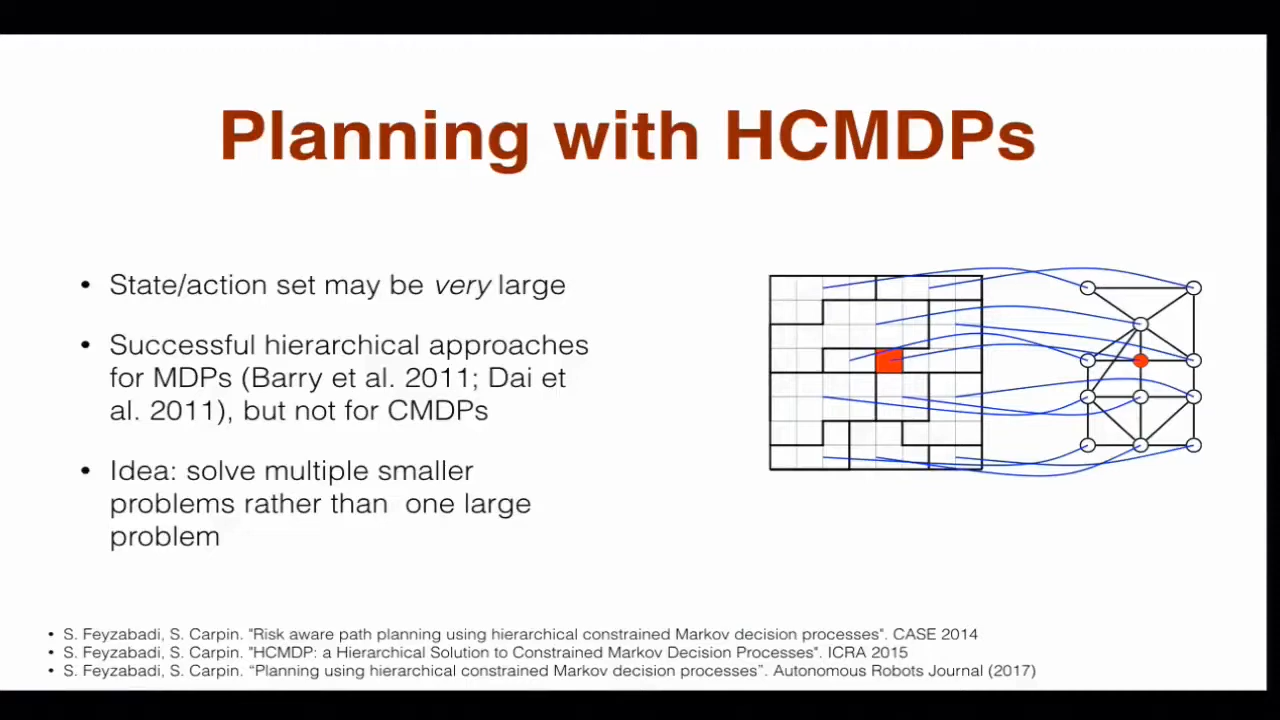 Planning with HCMDPs
• State/action set may be very large
• Successful hierarchical approaches
for MDPs (Barry et al. 2011; Dai et
al. 2011), but not for CMDPs
• Idea: solve multiple smaller
problems rather than one large
problem
• S. Feyzabadi, S. Carpin. "Risk aware path planning using hierarchical constrained Markov decision processes". CASE 2014
• S. Feyzabadi, S. Carpin. "HCMDP: a Hierarchical Solution to Constrained Markov Decision Processes". ICRA 2015
• S. Feyzabadi, S. Carpin. “Planning using hierarchical constrained Markov decision processes”. Autonomous Robots Journal (2017)